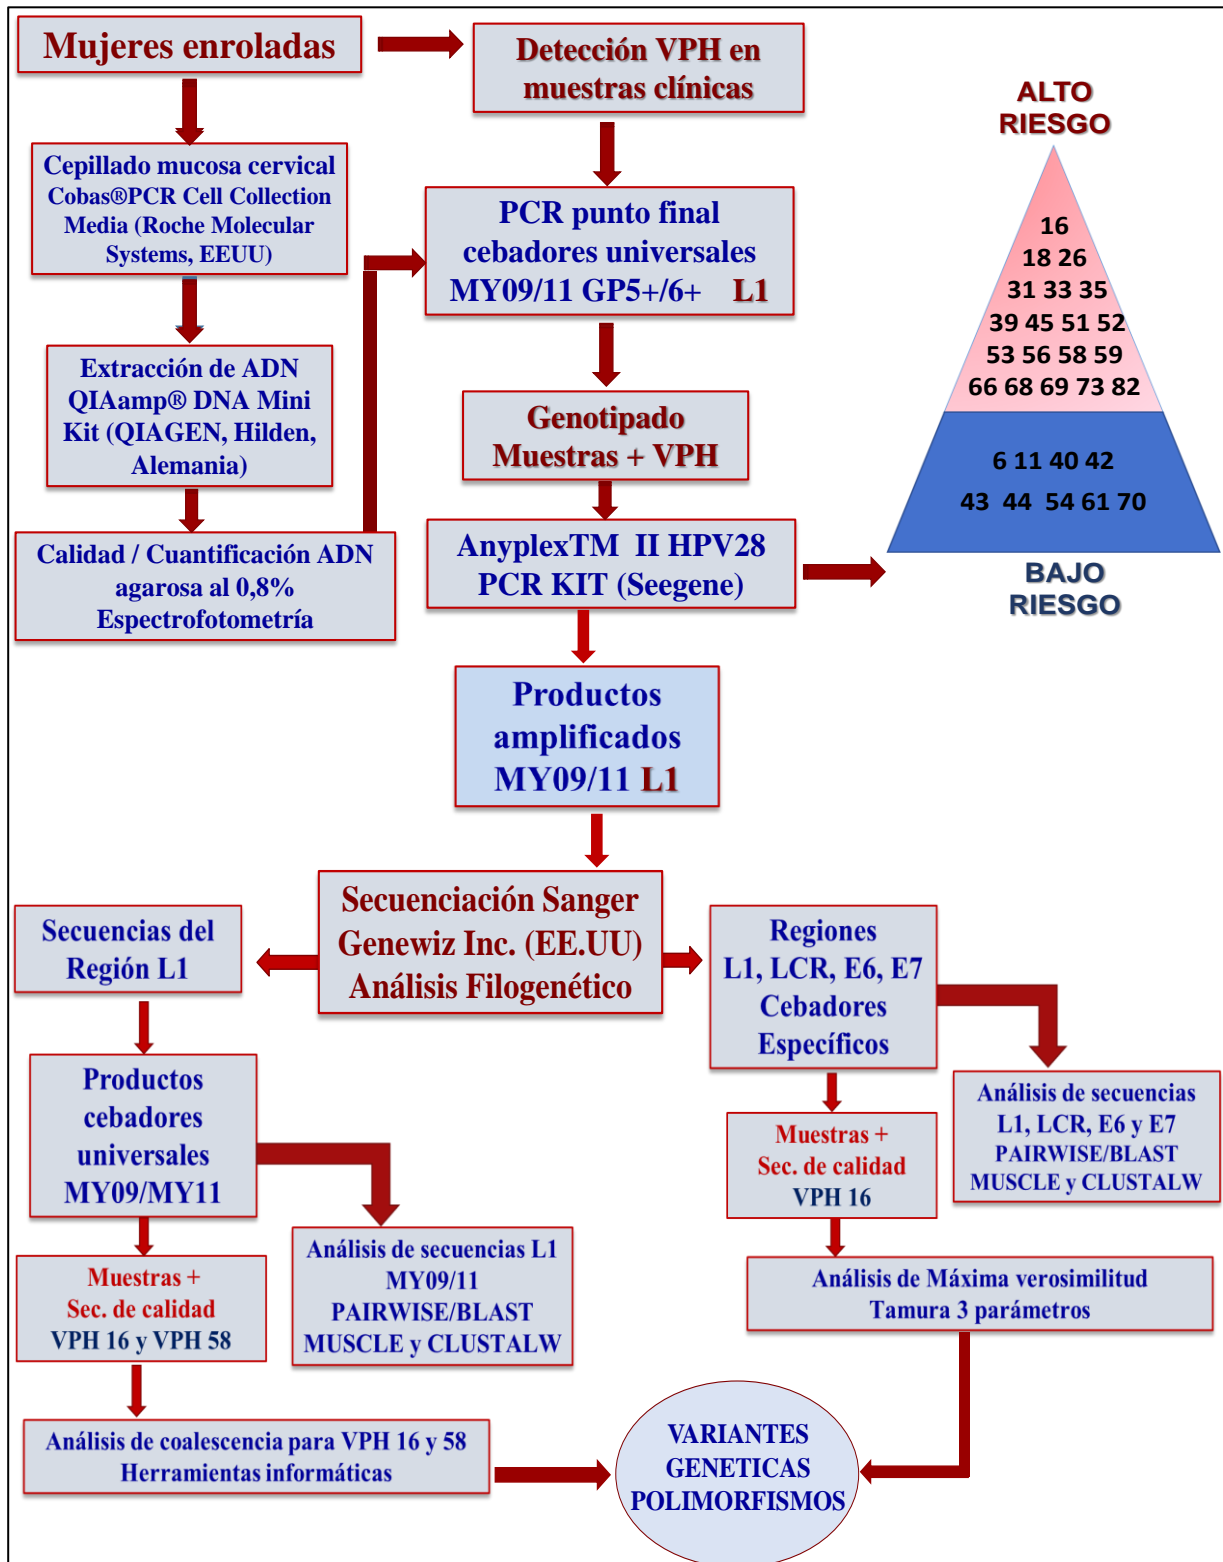 Mujeres enroladas
Detección VPH en
muestras clínicas
Cepillado mucosa cervical
Cobas®PCR Cell Collection
Media (Roche Molecular
Systems, EEUU)
Extracción de ADN
QIAamp® DNA Mini
Kit (QIAGEN, Hilden,
Alemania)
Calidad / Cuantificación ADN
agarosa al 0,8%
Espectrofotometría
PCR punto final
cebadores universales
MY09/11 GP5+/6+ L1
Genotipado
Muestras + VPH
AnyplexTM II HPV28
PCR KIT (Seegene)
ALTO
RIESGO
16
18 26
31 33 35
39 45 51 52
53 56 58 59
66 68 69 73 82
6 11 40 42
43 44 54 61 70
BAJO
RIESGO
Productos
amplificados
MY09/11 L1
Secuenciación Sanger
Genewiz Inc. (EE.UU)
Análisis Filogenético
Secuencias del
Región L1
Productos
cebadores
universales
MY09/MY11
Muestras +
Sec. de calidad
VPH 16 y VPH 58
Análisis de secuencias L1
MY09/11
PAIRWISE/BLAST
MUSCLE y CLUSTALW
Análisis de coalescencia para VPH 16 y 58
Herramientas informáticas
Regiones
L1, LCR, E6, E7
Cebadores
Específicos
Muestras +
Sec. de calidad
VPH 16
Análisis de secuencias
L1, LCR, E6 y E7
PAIRWISE/BLAST
MUSCLE y CLUSTALW
Análisis de Máxima verosimilitud
Tamura 3 parámetros
VARIANTES
GENETICAS
POLIMORFISMOS